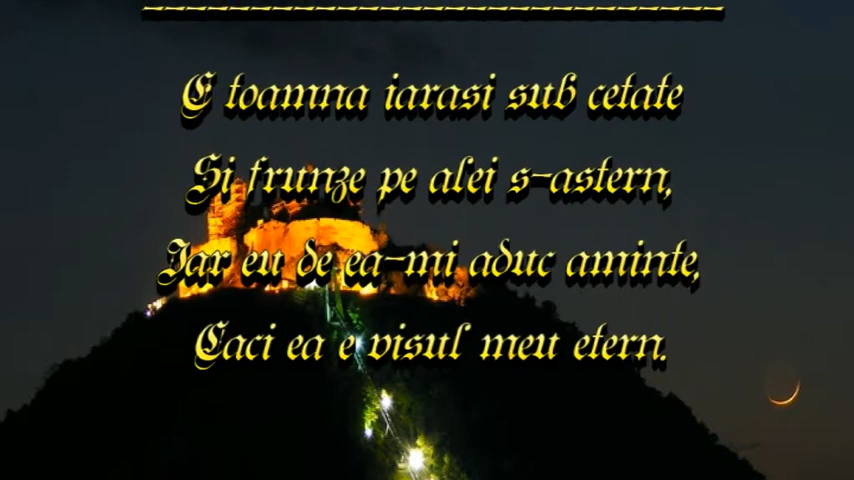 E toamna iarasi sub cetate
Si frunze pe alei s-astern,
Iar eu de ea-mi aduc aminte,
Caci ea e visul meu etern.